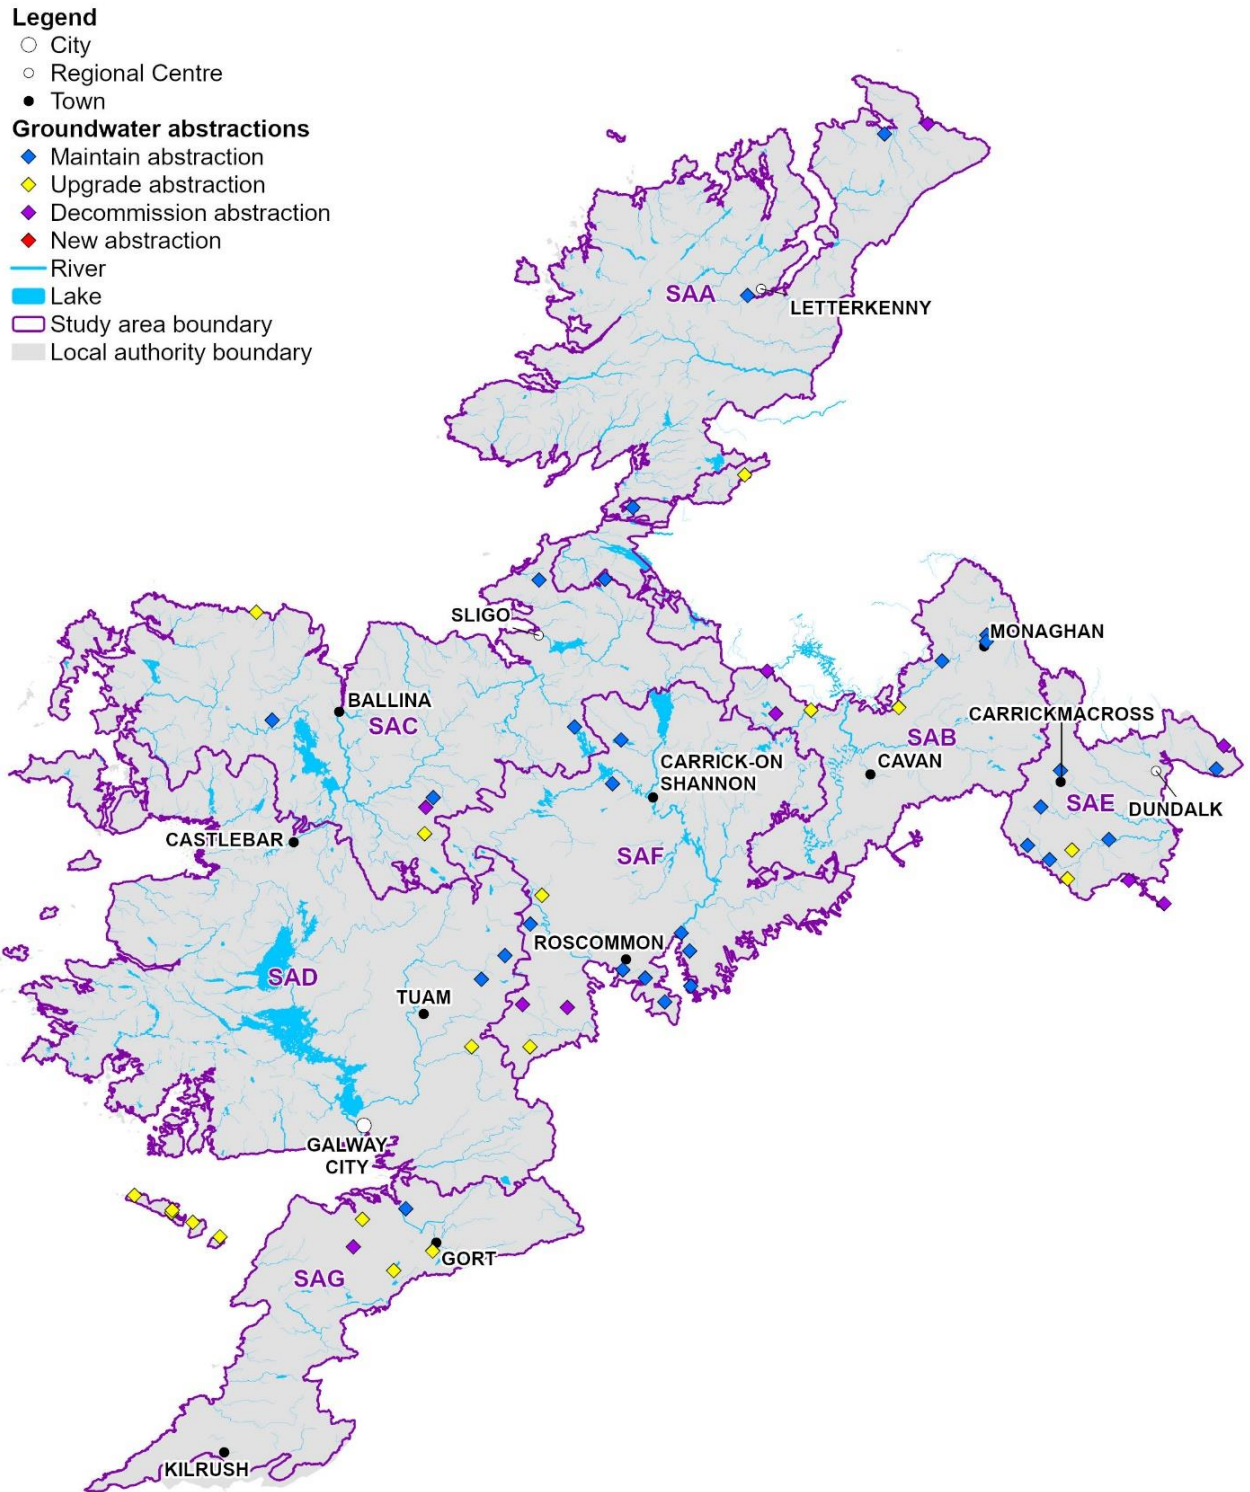 Legend
City
Regional Centre
Town
Groundwater abstractions
Maintain abstraction
Upgrade abstraction
Decommission abstraction
New abstraction
River
Lake
Study area boundary
Local authority boundary
SAA
LETTERKENNY
SLIGO
MONAGHAN
BALLINA
SAC
CARRICKMACROSS
SAB
CARRICK-ON
SHANNON
CAVAN
SAE
DUNDALK
CASTLEBAR
SAF
ROSCOMMON
SAD
TUAM
GALWAY
CITY
GORT
SAG
KILRUSH